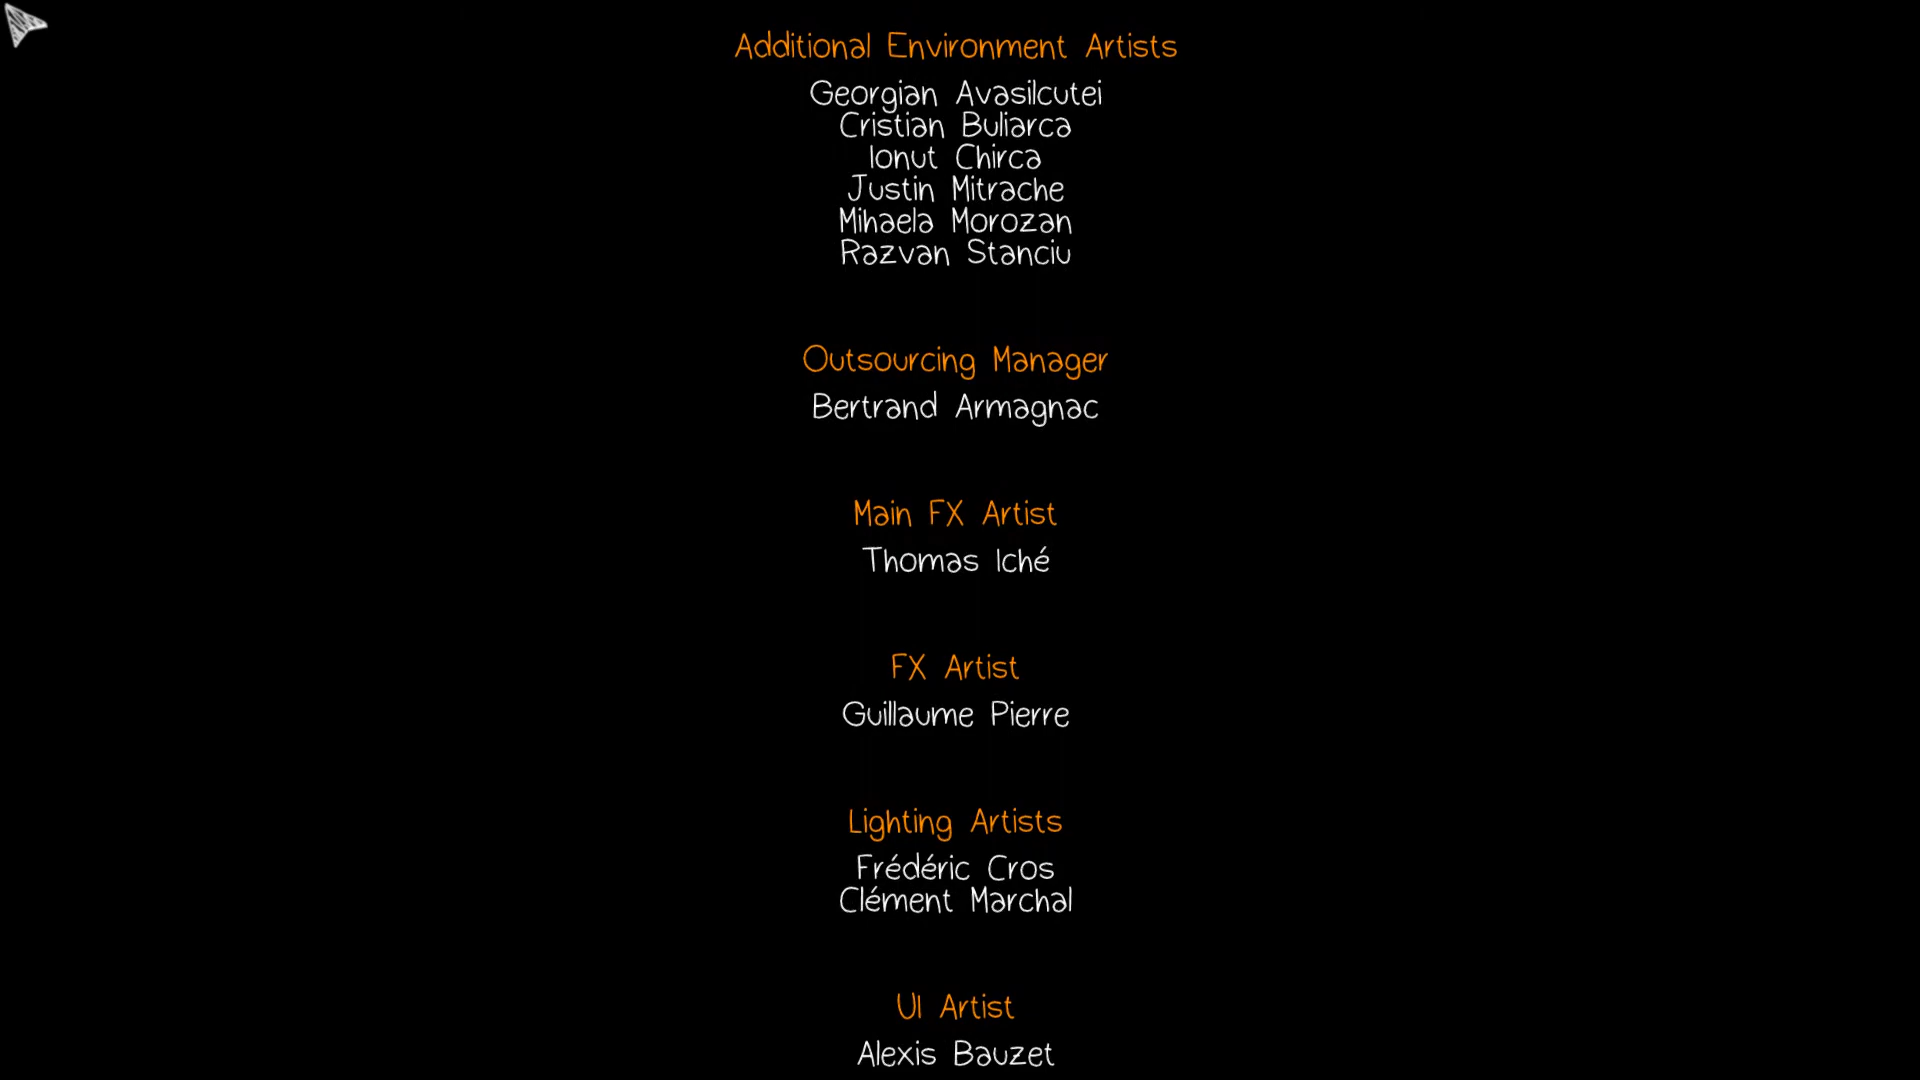 Additional Environment Artists
Georgian Avasilcutei
Cristian Buliarca
Ionut Chirca
Justin Mitrache
Mihaela Morozan
Razvan Stanciu
Outsourcing Manager
Bertrand Armagnac
Main FX Artist
Thomas Iché
FX Artist
Guillaume Pierre
Lighting Artists
Frédéric Cros
Clément Marchal
UI Artist
Alexis Bauzet